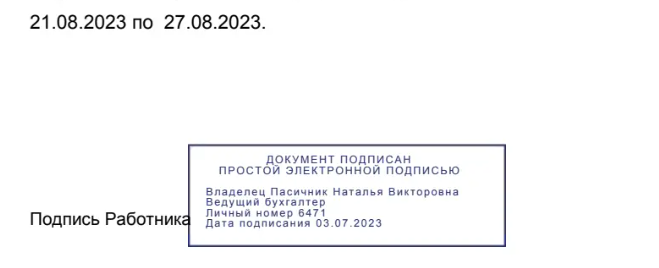 21.08.2023 по 27.08.2023.
ДОКУМЕНТ ПОДПИСАН
ПРОСТОЙ ЭЛЕКТРОННОЙ ПОДПИСЬЮ
Владелец Пасичник Наталья Викторовна
Ведущий бухгалтер
Личный номер 6471
Дата подписания 03.07.2023
Подпись Работника